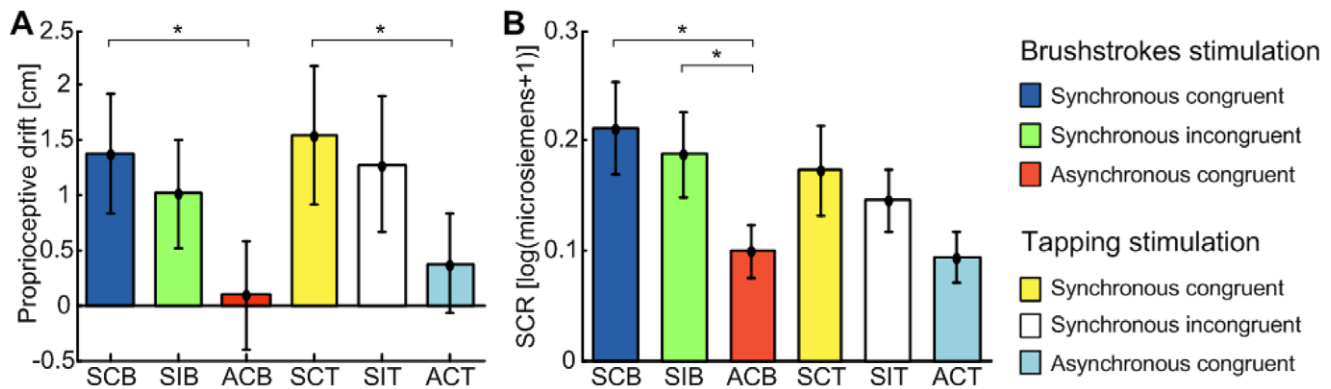 A
Proprioceptive drift [cm]
2.5
2
1.5
1
0.5
0
-0.5
*
*
SCB SIB ACB SCT SIT ACT
B
SCR [log(microsiemens+1)]
0.3
0.2
0.1
0
*
*
SCB SIB ACB SCT SIT ACT
Brushstrokes stimulation
Synchronous congruent
Synchronous incongruent
Asynchronous congruent
Tapping stimulation
Synchronous congruent
Synchronous incongruent
Asynchronous congruent